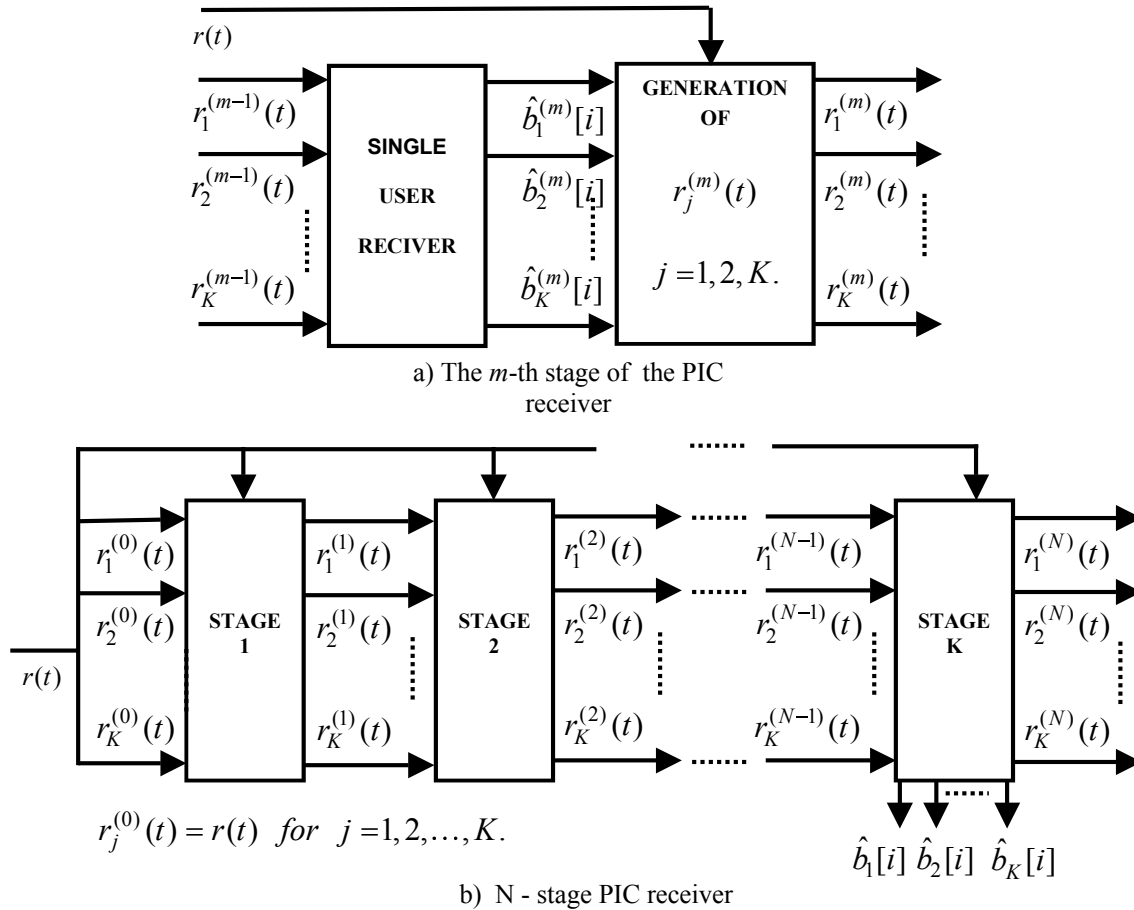 r(t)
r_1^{(m-1)}(t)
r_2^{(m-1)}(t)
r_K^{(m-1)}(t)
SINGLE
USER
RECIVER
\hat{b}_1^{(m)}[i]
\hat{b}_2^{(m)}[i]
\hat{b}_K^{(m)}[i]
GENERATION
OF
r_j^{(m)}(t)
j = 1, 2, K.
r_1^{(m)}(t)
r_2^{(m)}(t)
r_K^{(m)}(t)
a) The m-th stage of the PIC
receiver
r(t)
r_1^{(0)}(t)
r_2^{(0)}(t)
r_K^{(0)}(t)
STAGE
1
r_1^{(1)}(t)
r_2^{(1)}(t)
r_K^{(1)}(t)
STAGE
2
r_1^{(2)}(t)
r_2^{(2)}(t)
r_K^{(2)}(t)
r_1^{(N-1)}(t)
r_2^{(N-1)}(t)
r_K^{(N-1)}(t)
STAGE
K
r_1^{(N)}(t)
r_2^{(N)}(t)
r_K^{(N)}(t)
r_j^{(0)}(t) = r(t) for j = 1, 2, ..., K.
\hat{b}_1[i] \hat{b}_2[i] \hat{b}_K[i]
b) N - stage PIC receiver